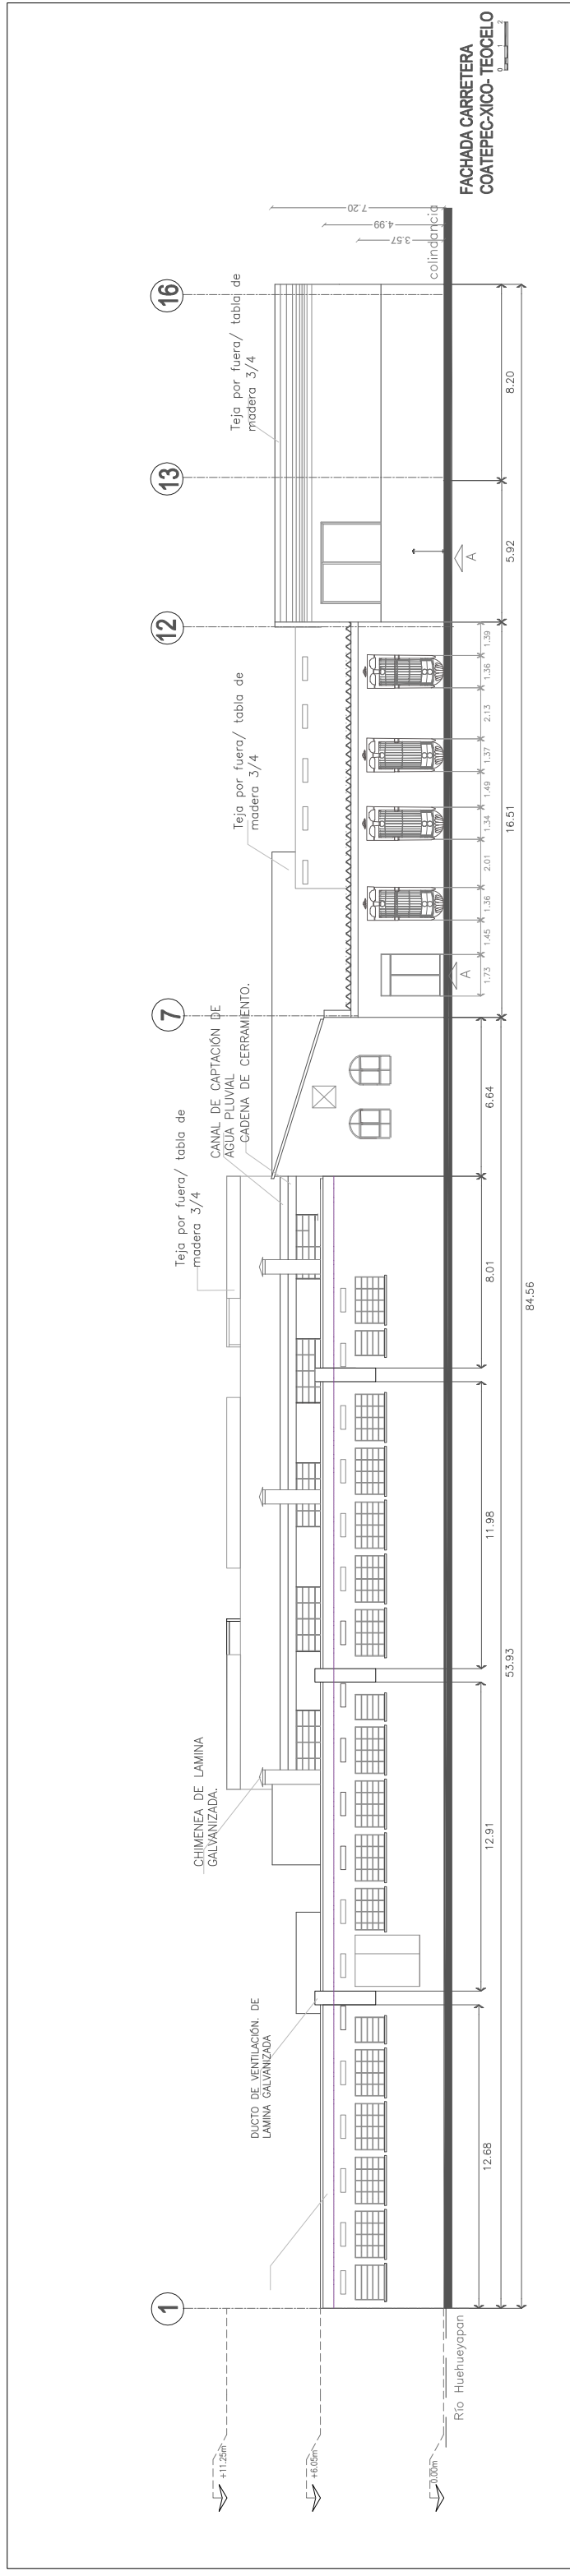 1
7
12
13
16
Teja por fuera/ tabla de
madera 3/4
Teja por fuera/ tabla de
madera 3/4
Teja por fuera/ tabla de
madera 3/4
CANAL DE CAPTACIÓN DE
AGUA PLUVIAL
CADENA DE CERRAMIENTO.
CHIMENEA DE LAMINA
GALVANIZADA.
DUCTO DE VENTILACIÓN. DE
LAMINA GALVANIZADA
+11.25m
+6.05m
0.00m
Río Huehueyapan
colindancia
7.20
4.99
3.57
A
A
1.73
1.45
1.36
2.01
1.34
1.49
1.37
2.13
1.36
1.39
12.68
12.91
11.98
8.01
6.64
53.93
16.51
5.92
8.20
84.56
FACHADA CARRETERA
COATEPEC-XICO- TEOCELO
0 1 2